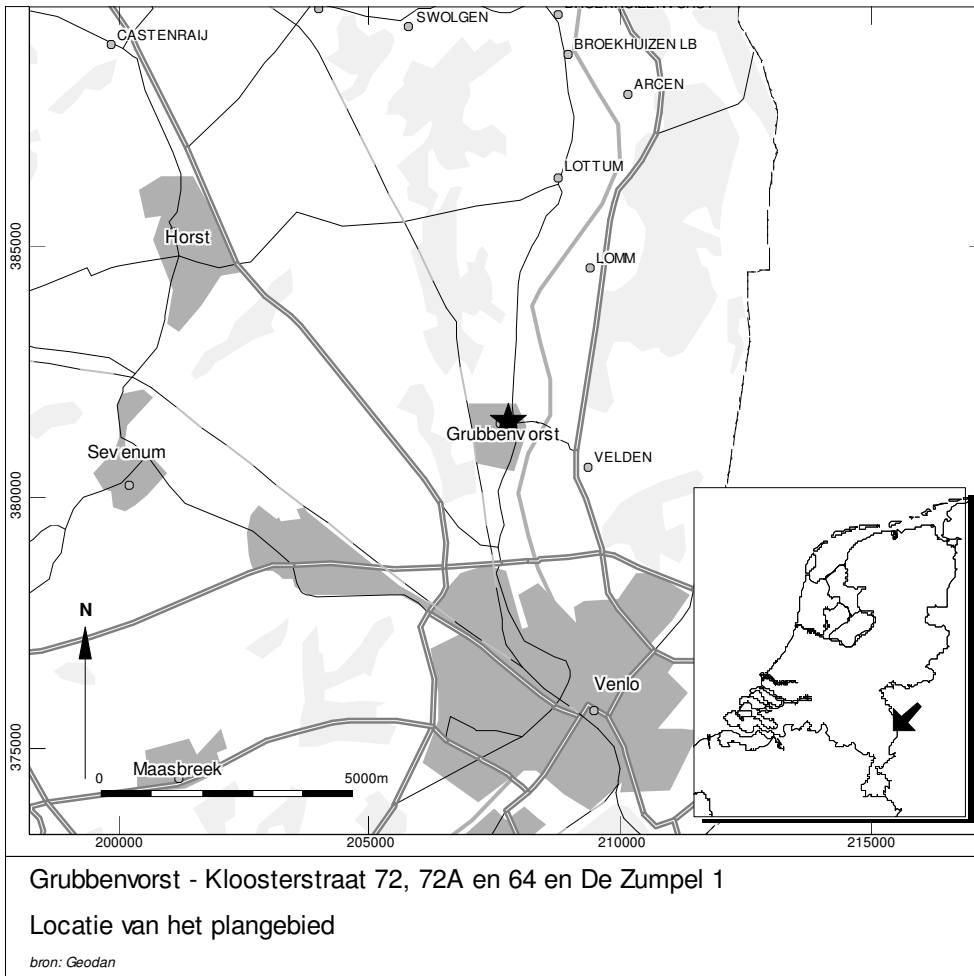 SWOLGEN
CASTENRAIJ
BROEKHUIZEN LB
ARCEN
LOTTUM
Horst
385000
LOMM
Grubbenvorst
Sevenum
VELDEN
380000
N
Venlo
375000
Maasbreek
0
5000m
200000
205000
210000
215000
Grubbenvorst - Kloosterstraat 72, 72A en 64 en De Zumpel 1
Locatie van het plangebied
bron: Geodan